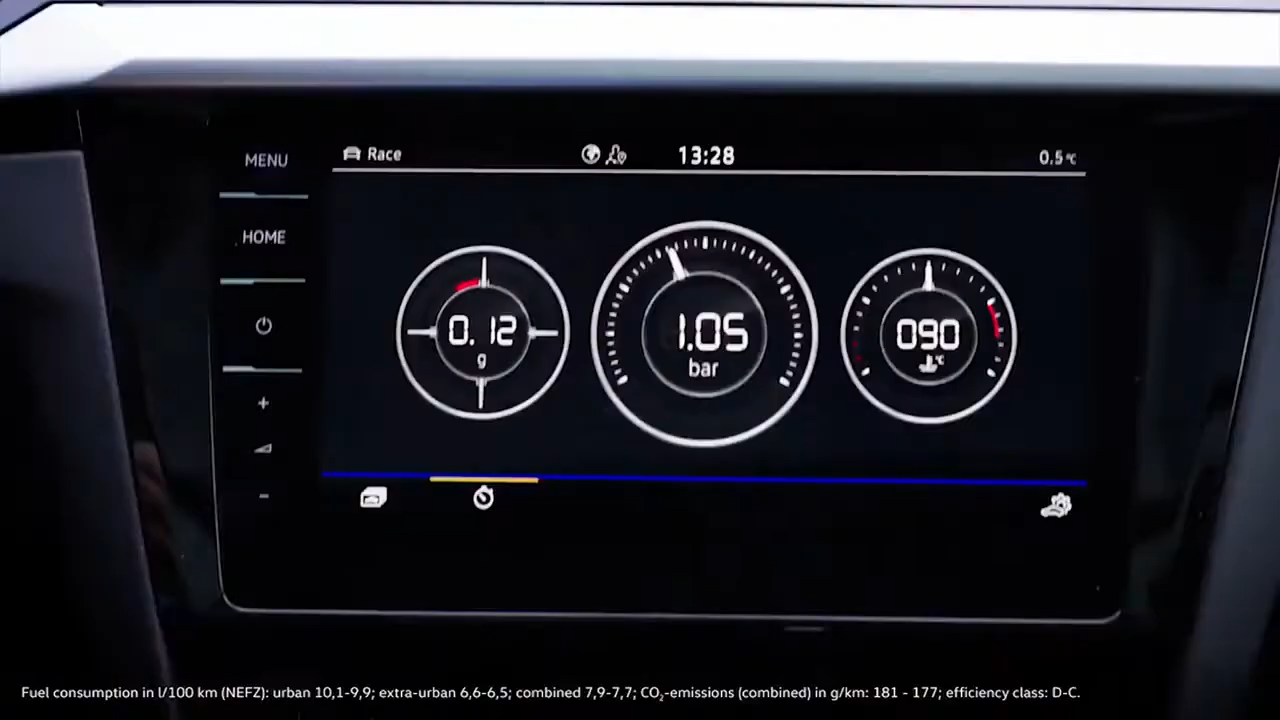 MENU
Race
13:28
0.5°C
HOME
0.12
g
1.05
bar
090
°C
+
-
Fuel consumption in l/100 km (NEFZ): urban 10,1-9,9; extra-urban 6,6-6,5; combined 7,9-7,7; CO₂-emissions (combined) in g/km: 181 - 177; efficiency class: D-C.